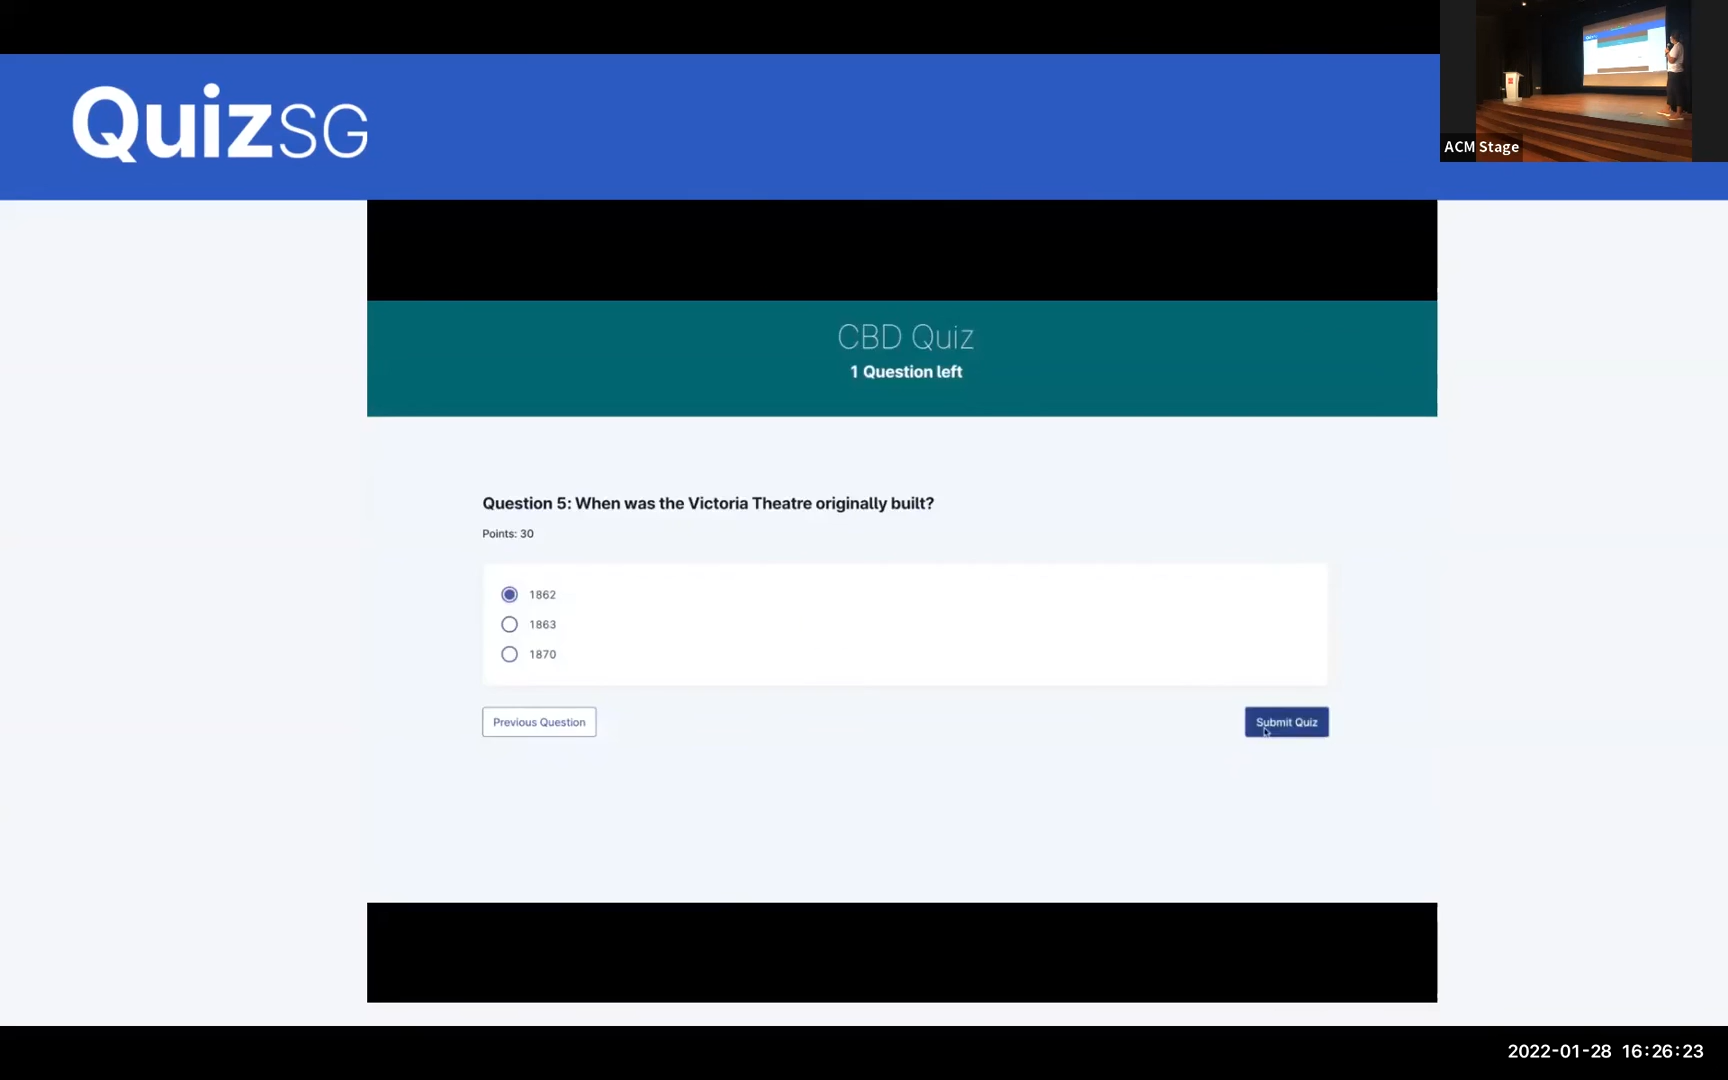 QuizSG
ACM Stage
CBD Quiz
1 Question left
Question 5: When was the Victoria Theatre originally built?
Points: 30
1862
1863
1870
Previous Question
Submit Quiz
2022-01-28 16:26:23